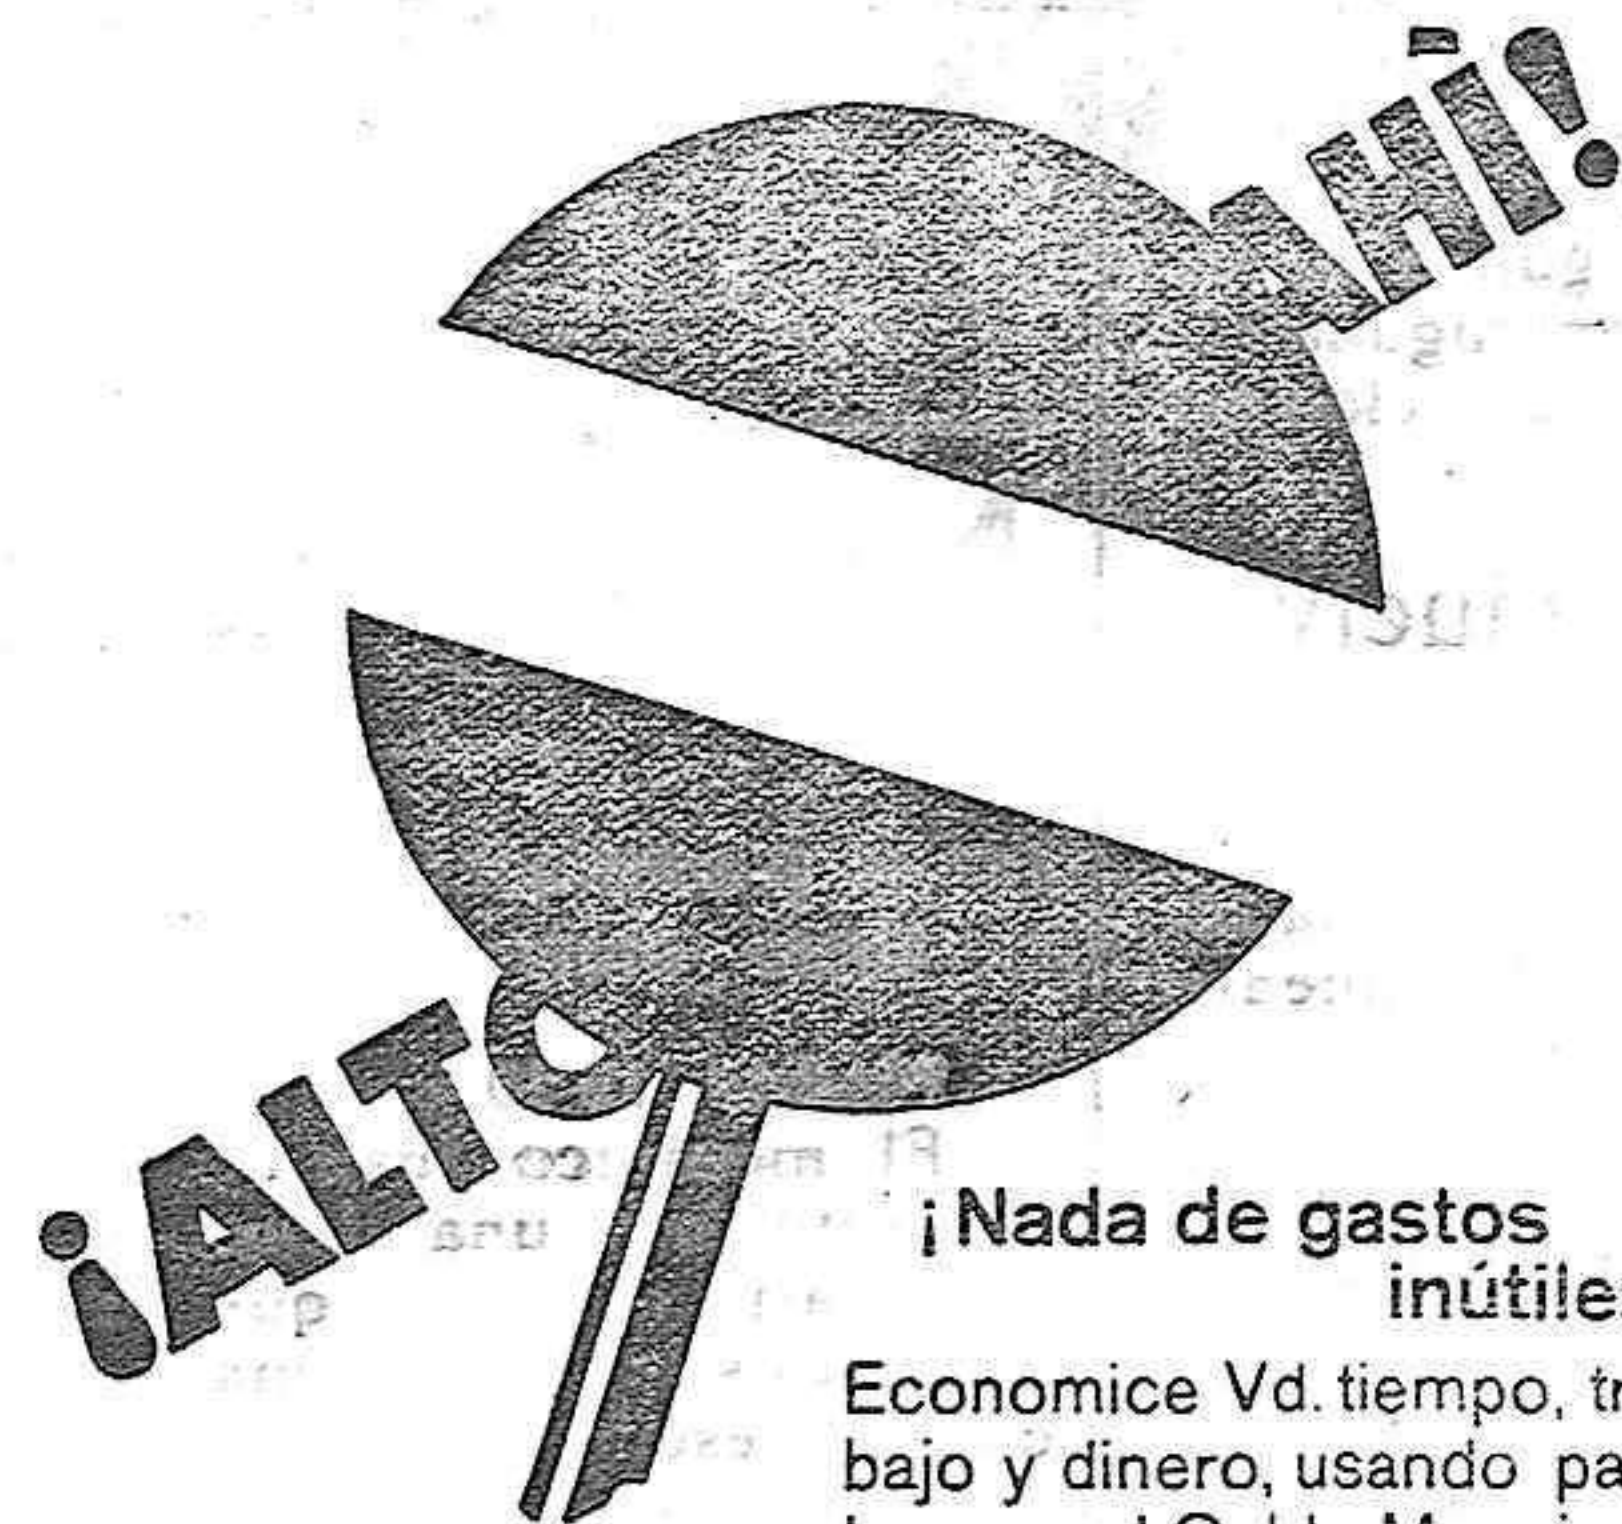 ¡ALTO
AHÍ!
¡Nada de gastos
Economice Vd. tiempo,
bajo y dinero, usando